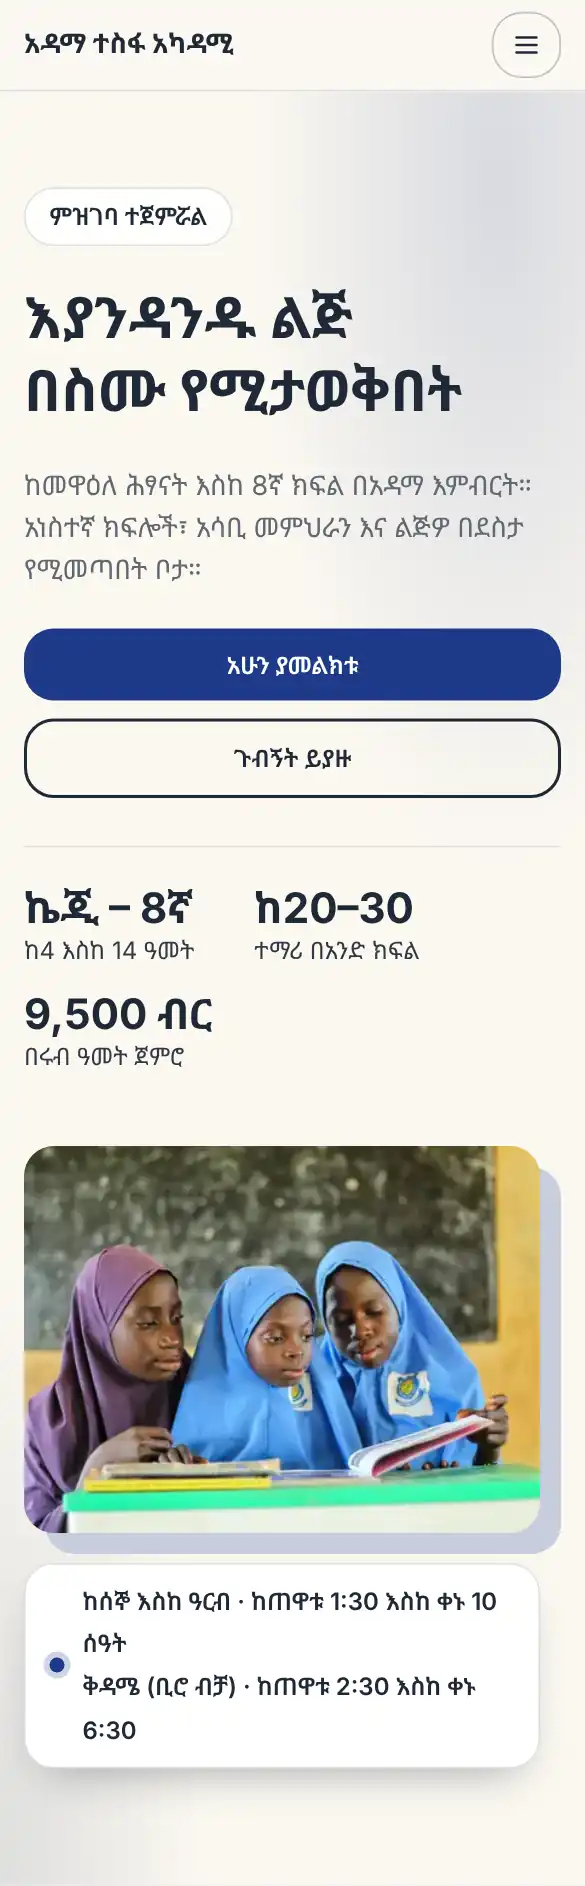 አዳማ ተስፋ አካዳሚ
ምዝገባ ተጀምሯል
እያንዳንዱ ልጅ
በስሙ የሚታወቅበት
ከመዋዕለ ሕፃናት እስከ 8ኛ ክፍል በአዳማ እምብርት።
አነስተኛ ክፍሎች፣ አሳቢ መምህራን እና ልጅዎ በደስታ
የሚመጣበት ቦታ።
አሁን ያመልክቱ
ጉብኝት ይያዙ
ኬጂ – 8ኛ
ከ4 እስከ 14 ዓመት
ከ20–30
ተማሪ በአንድ ክፍል
9,500 ብር
በሩብ ዓመት ጀምሮ
ከሰኞ እስከ ዓርብ · ከጠዋቱ 1:30 እስከ ቀኑ 10
ሰዓት
ቅዳሜ (ቢሮ ብቻ) · ከጠዋቱ 2:30 እስከ ቀኑ
6:30